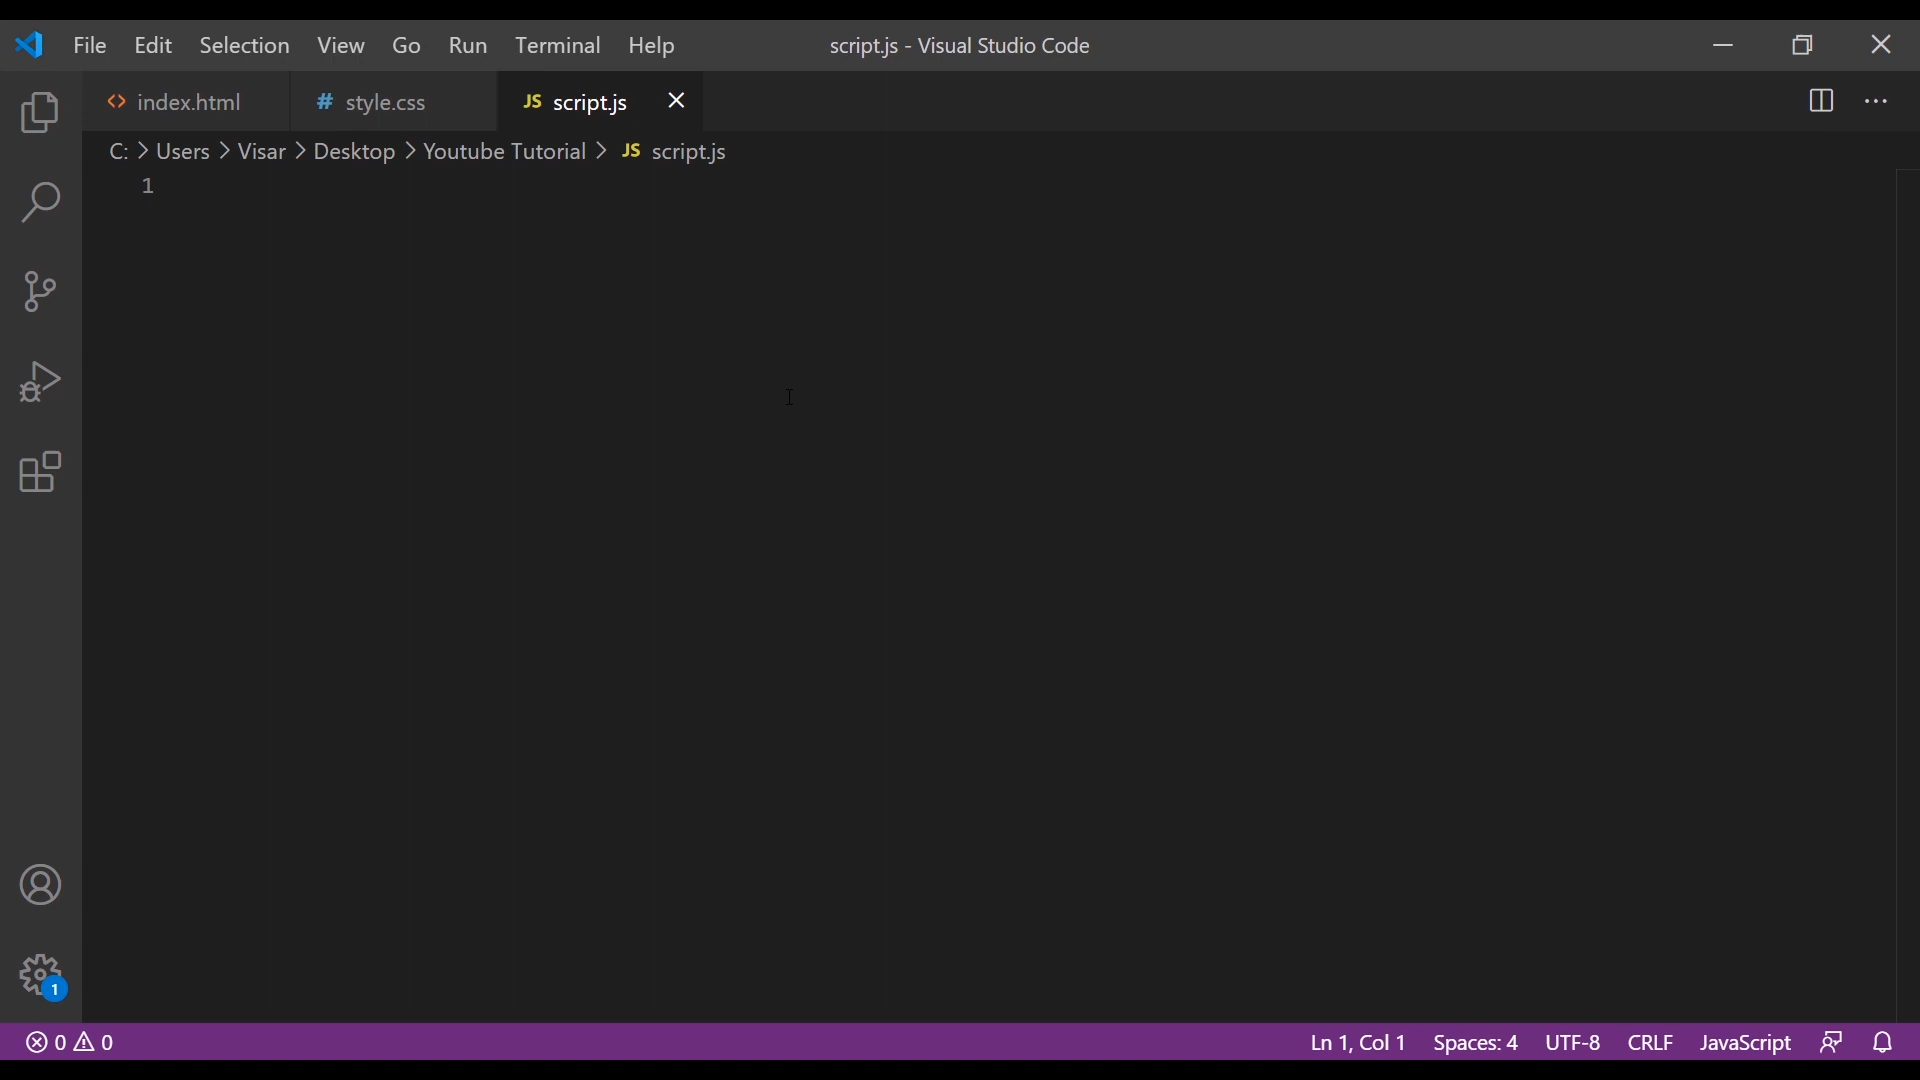 File Edit Selection View Go Run Terminal Help script.js - Visual Studio Code
<> index.html # style.css JS script.js
C: > Users > Visar > Desktop > Youtube Tutorial > JS script.js
1
1
0 0 Ln 1, Col 1 Spaces: 4 UTF-8 CRLF JavaScript